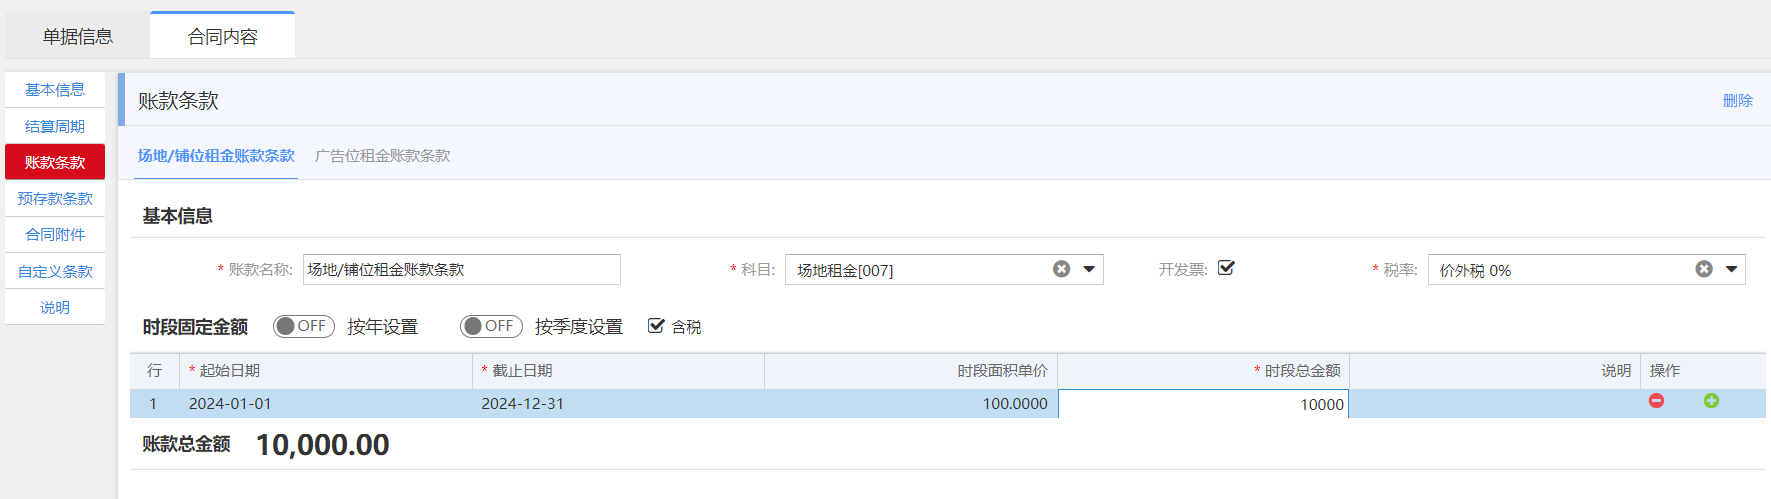 单据信息 合同内容
基本信息
结算周期
账款条款
预存款条款
合同附件
自定义条款
说明
账款条款 删除
场地/铺位租金账款条款 广告位租金账款条款
基本信息
* 账款名称: 场地/铺位租金账款条款 * 科目: 场地租金[007] 开发票: * 税率: 价外税 0%
时段固定金额 OFF 按年设置 OFF 按季度设置 含税
行 * 起始日期 * 截止日期 时段面积单价 * 时段总金额 说明 操作
1 2024-01-01 2024-12-31 100.0000 10000
账款总金额 10,000.00